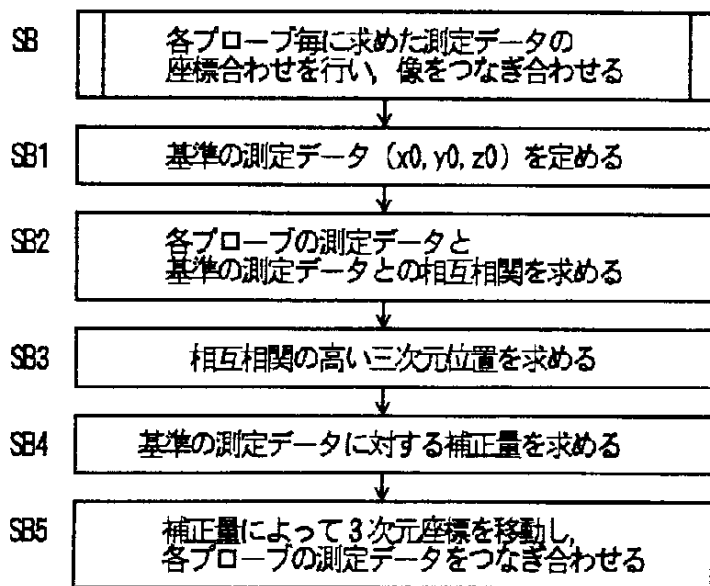 SB 各プローブ毎に求めた測定データの
座標合わせを行い，像をつなぎ合わせる
SB1 基準の測定データ（x0, y0, z0）を定める
SB2 各プローブの測定データと
基準の測定データとの相互相関を求める
SB3 相互相関の高い三次元位置を求める
SB4 基準の測定データに対する補正量を求める
SB5 補正量によって３次元座標を移動し，
各プローブの測定データをつなぎ合わせる